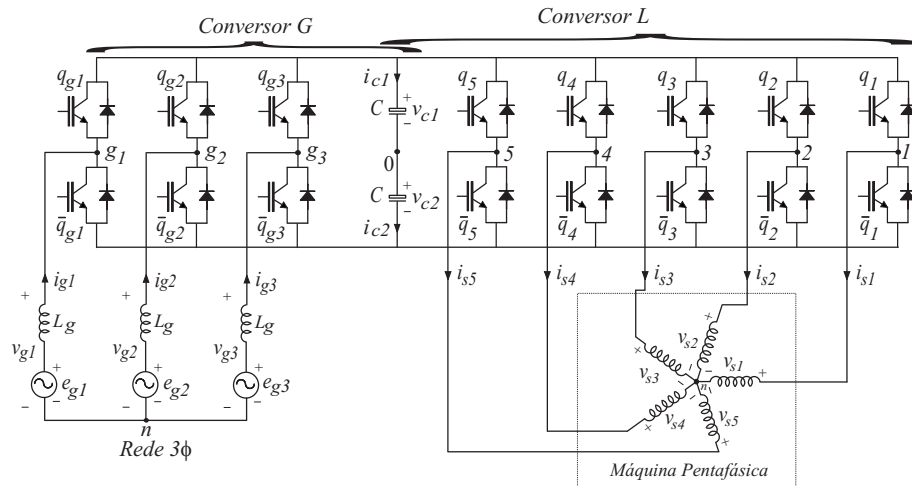 Conversor G
Conversor L
q_g1 q_g2 q_g3 i_c1 q_5 q_4 q_3 q_2 q_1
C + v_c1 −
g_1 g_2 g_3 0 5 4 3 2 1
C + v_c2 −
q̄_g1 q̄_g2 q̄_g3 i_c2 q̄_5 q̄_4 q̄_3 q̄_2 q̄_1
i_g1 i_g2 i_g3 i_s5 i_s4 i_s3 i_s2 i_s1
+ + +
L_g L_g L_g
v_g1 v_g2 v_g3
+ + +
e_g1 e_g2 e_g3
− − − − − −
n
Rede 3ϕ
+ v_s2 −
+ v_s3 −
− v_s1 +
n
+ v_s4 −
− v_s5 +
Máquina Pentafásica